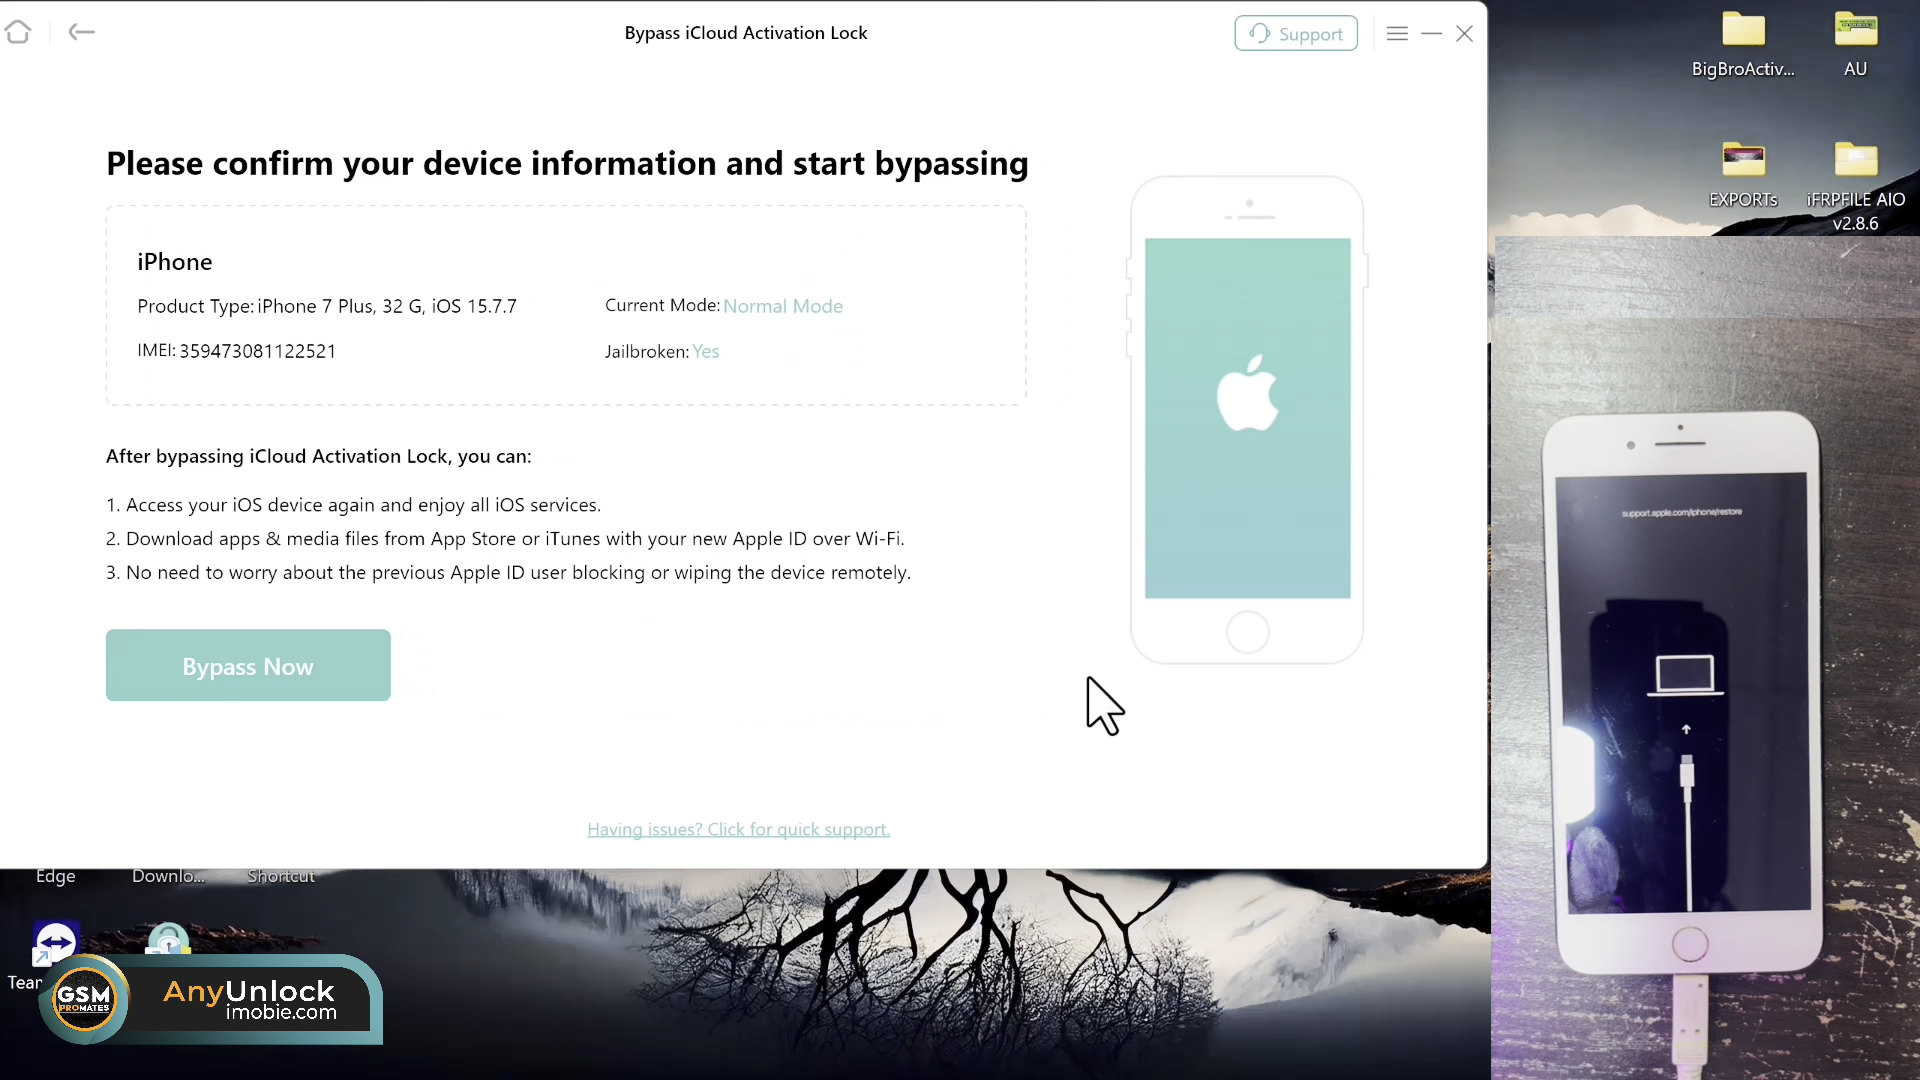 Bypass iCloud Activation Lock
Support
Please confirm your device information and start bypassing
iPhone
Product Type: iPhone 7 Plus, 32 G, iOS 15.7.7
Current Mode: Normal Mode
IMEI: 359473081122521
Jailbroken: Yes
After bypassing iCloud Activation Lock, you can:
1. Access your iOS device again and enjoy all iOS services.
2. Download apps & media files from App Store or iTunes with your new Apple ID over Wi-Fi.
3. No need to worry about the previous Apple ID user blocking or wiping the device remotely.
Bypass Now
Having issues? Click for quick support.
BigBroActiv...
AU
EXPORTs
iFRPFILE AIO
v2.8.6
support.apple.com/iphone/restore
Edge
Downlo...
Shortcut
Tear
GSM
PROMATES
AnyUnlock
imobie.com